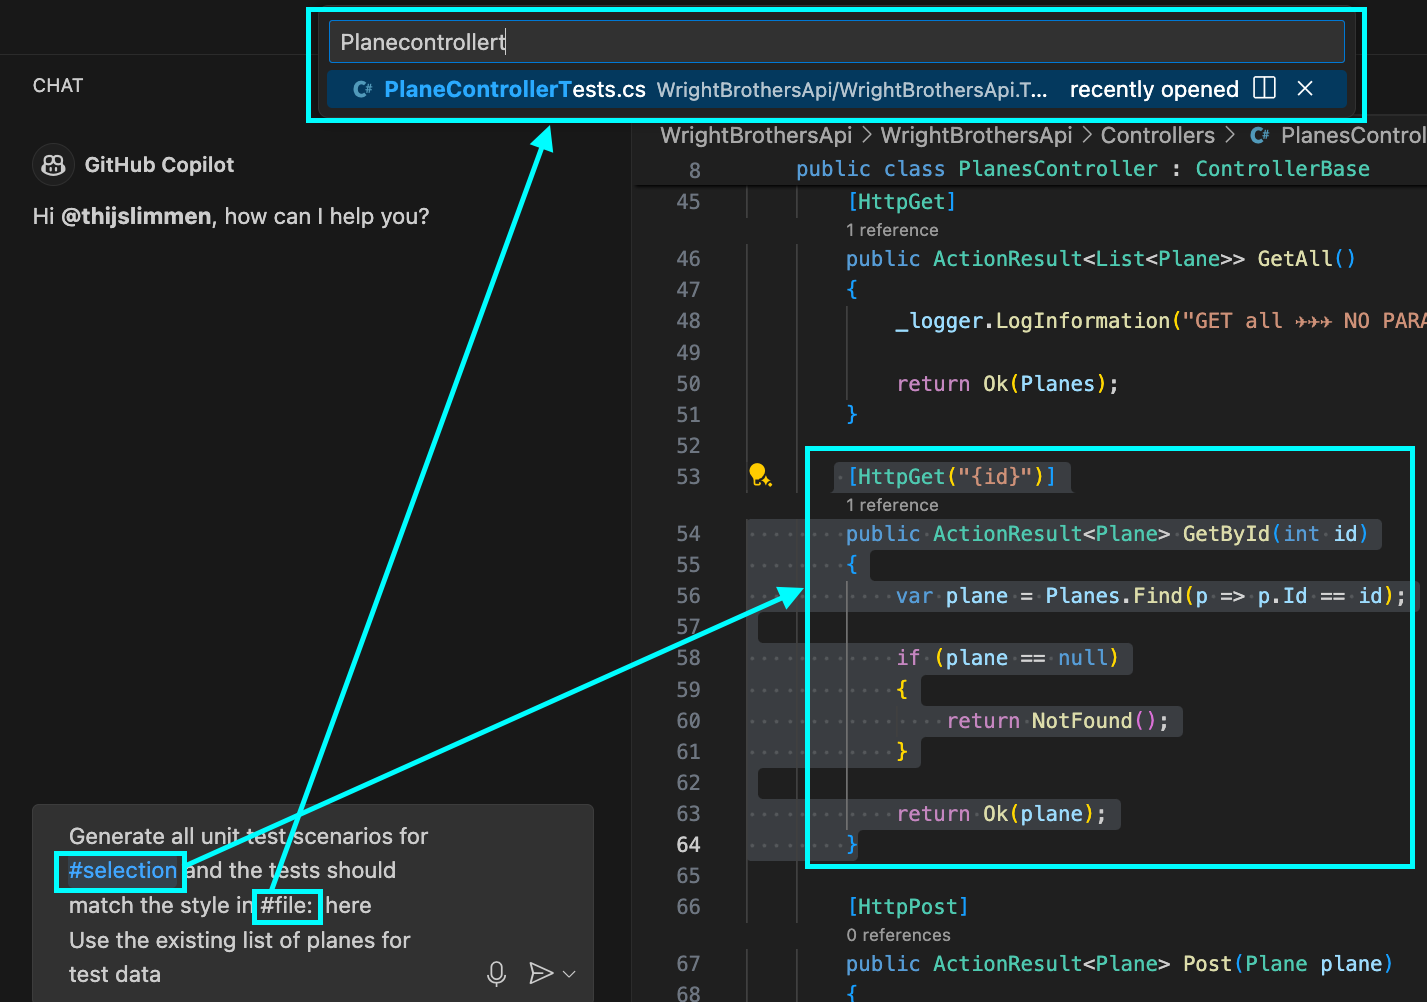 Planecontrollert
C# PlaneControllerTests.cs WrightBrothersApi/WrightBrothersApi.T... recently opened
CHAT
GitHub Copilot
Hi @thijslimmen, how can I help you?
Generate all unit test scenarios for
#selection and the tests should
match the style in #file: here
Use the existing list of planes for
test data
WrightBrothersApi > WrightBrothersApi > Controllers > C# PlanesControl
8 public class PlanesController : ControllerBase
45 [HttpGet]
1 reference
46 public ActionResult<List<Plane>> GetAll()
47 {
48 _logger.LogInformation("GET all ✈✈✈ NO PARA
49
50 return Ok(Planes);
51 }
52
53 [HttpGet("{id}")]
1 reference
54 public ActionResult<Plane> GetById(int id)
55 {
56 var plane = Planes.Find(p => p.Id == id);
57
58 if (plane == null)
59 {
60 return NotFound();
61 }
62
63 return Ok(plane);
64 }
65
66 [HttpPost]
0 references
67 public ActionResult<Plane> Post(Plane plane)
68 {